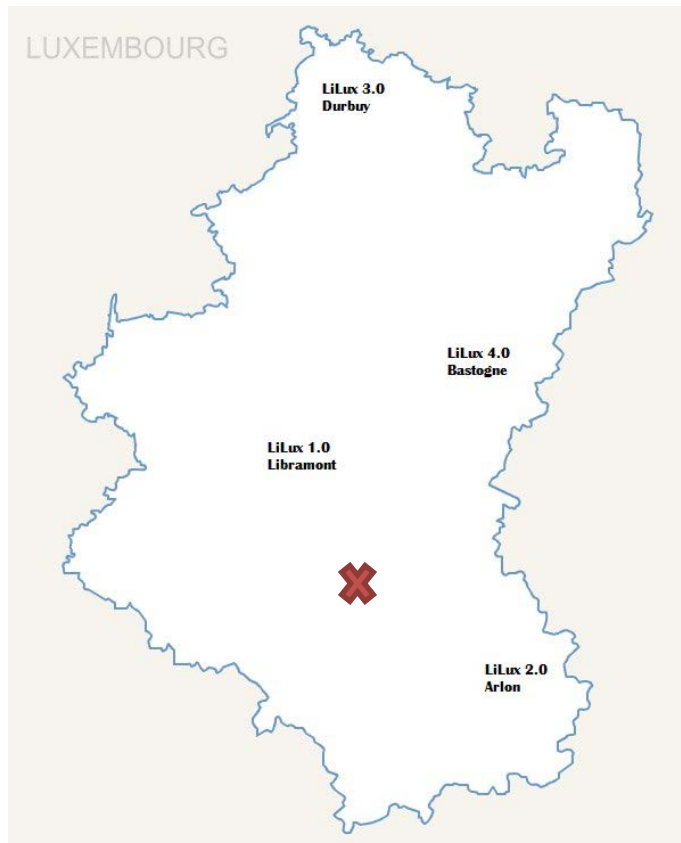 LUXEMBOURG
LiLux 3.0
Durbuy
LiLux 4.0
Bastogne
LiLux 1.0
Libramont
LiLux 2.0
Arlon